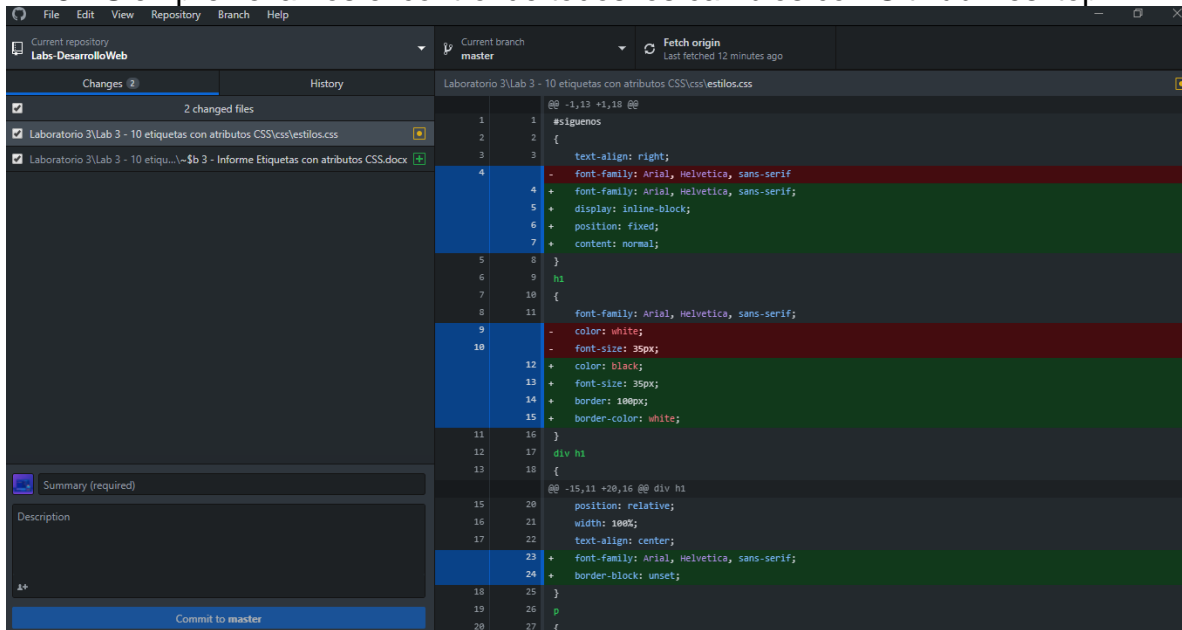 File Edit View Repository Branch Help
Current repository
Labs-DesarrolloWeb
Current branch
master
Fetch origin
Last fetched 12 minutes ago
Changes 2
History
2 changed files
Laboratorio 3\Lab 3 - 10 etiquetas con atributos CSS\css\estilos.css
Laboratorio 3\Lab 3 - 10 etiqu...\~$b 3 - Informe Etiquetas con atributos CSS.docx
Summary (required)
Description
Commit to master
Laboratorio 3\Lab 3 - 10 etiquetas con atributos CSS\css\estilos.css
@@ -1,13 +1,18 @@
1 1 #siguenos
2 2 {
3 3 text-align: right;
4 - font-family: Arial, Helvetica, sans-serif
4 + font-family: Arial, Helvetica, sans-serif;
5 + display: inline-block;
6 + position: fixed;
7 + content: normal;
5 8 }
6 9 h1
7 10 {
8 11 font-family: Arial, Helvetica, sans-serif;
9 - color: white;
10 - font-size: 35px;
12 + color: black;
13 + font-size: 35px;
14 + border: 100px;
15 + border-color: white;
11 16 }
12 17 div h1
13 18 {
@@ -15,11 +20,16 @@ div h1
15 20 position: relative;
16 21 width: 100%;
17 22 text-align: center;
23 + font-family: Arial, Helvetica, sans-serif;
24 + border-block: unset;
18 25 }
19 26 p
20 27 {